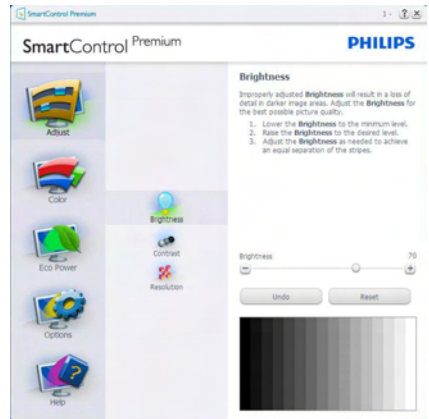 SmartControl Premium
1 - ? X
SmartControl Premium
PHILIPS
Adjust
Color
Eco Power
Options
Help
Brightness
Contrast
Resolution
Brightness
Improperly adjusted Brightness will result in a loss of
detail in darker image areas. Adjust the Brightness for
the best possible picture quality.
1. Lower the Brightness to the minimum level.
2. Raise the Brightness to the desired level.
3. Adjust the Brightness as needed to achieve
an equal separation of the stripes.
Brightness 70
Undo Reset